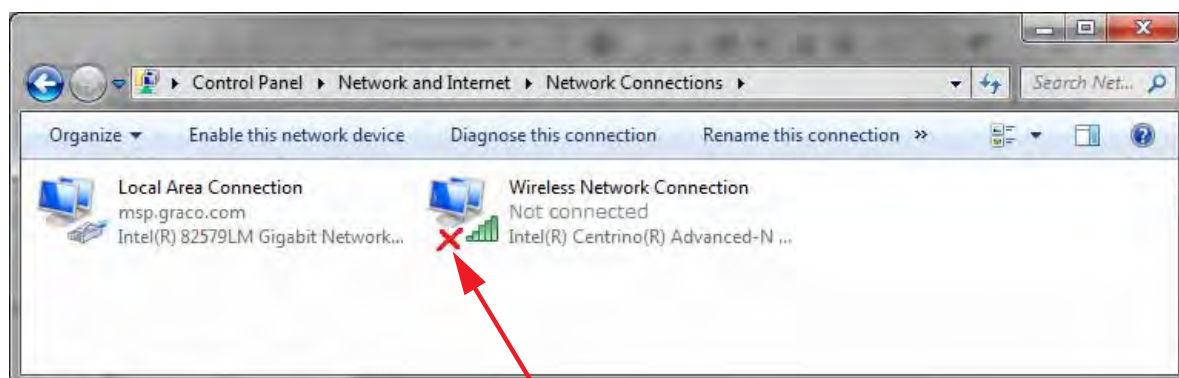 Control Panel ▸ Network and Internet ▸ Network Connections ▸ Search Net...
Organize Enable this network device Diagnose this connection Rename this connection »
Local Area Connection
msp.graco.com
Intel(R) 82579LM Gigabit Network...
Wireless Network Connection
Not connected
Intel(R) Centrino(R) Advanced-N ...